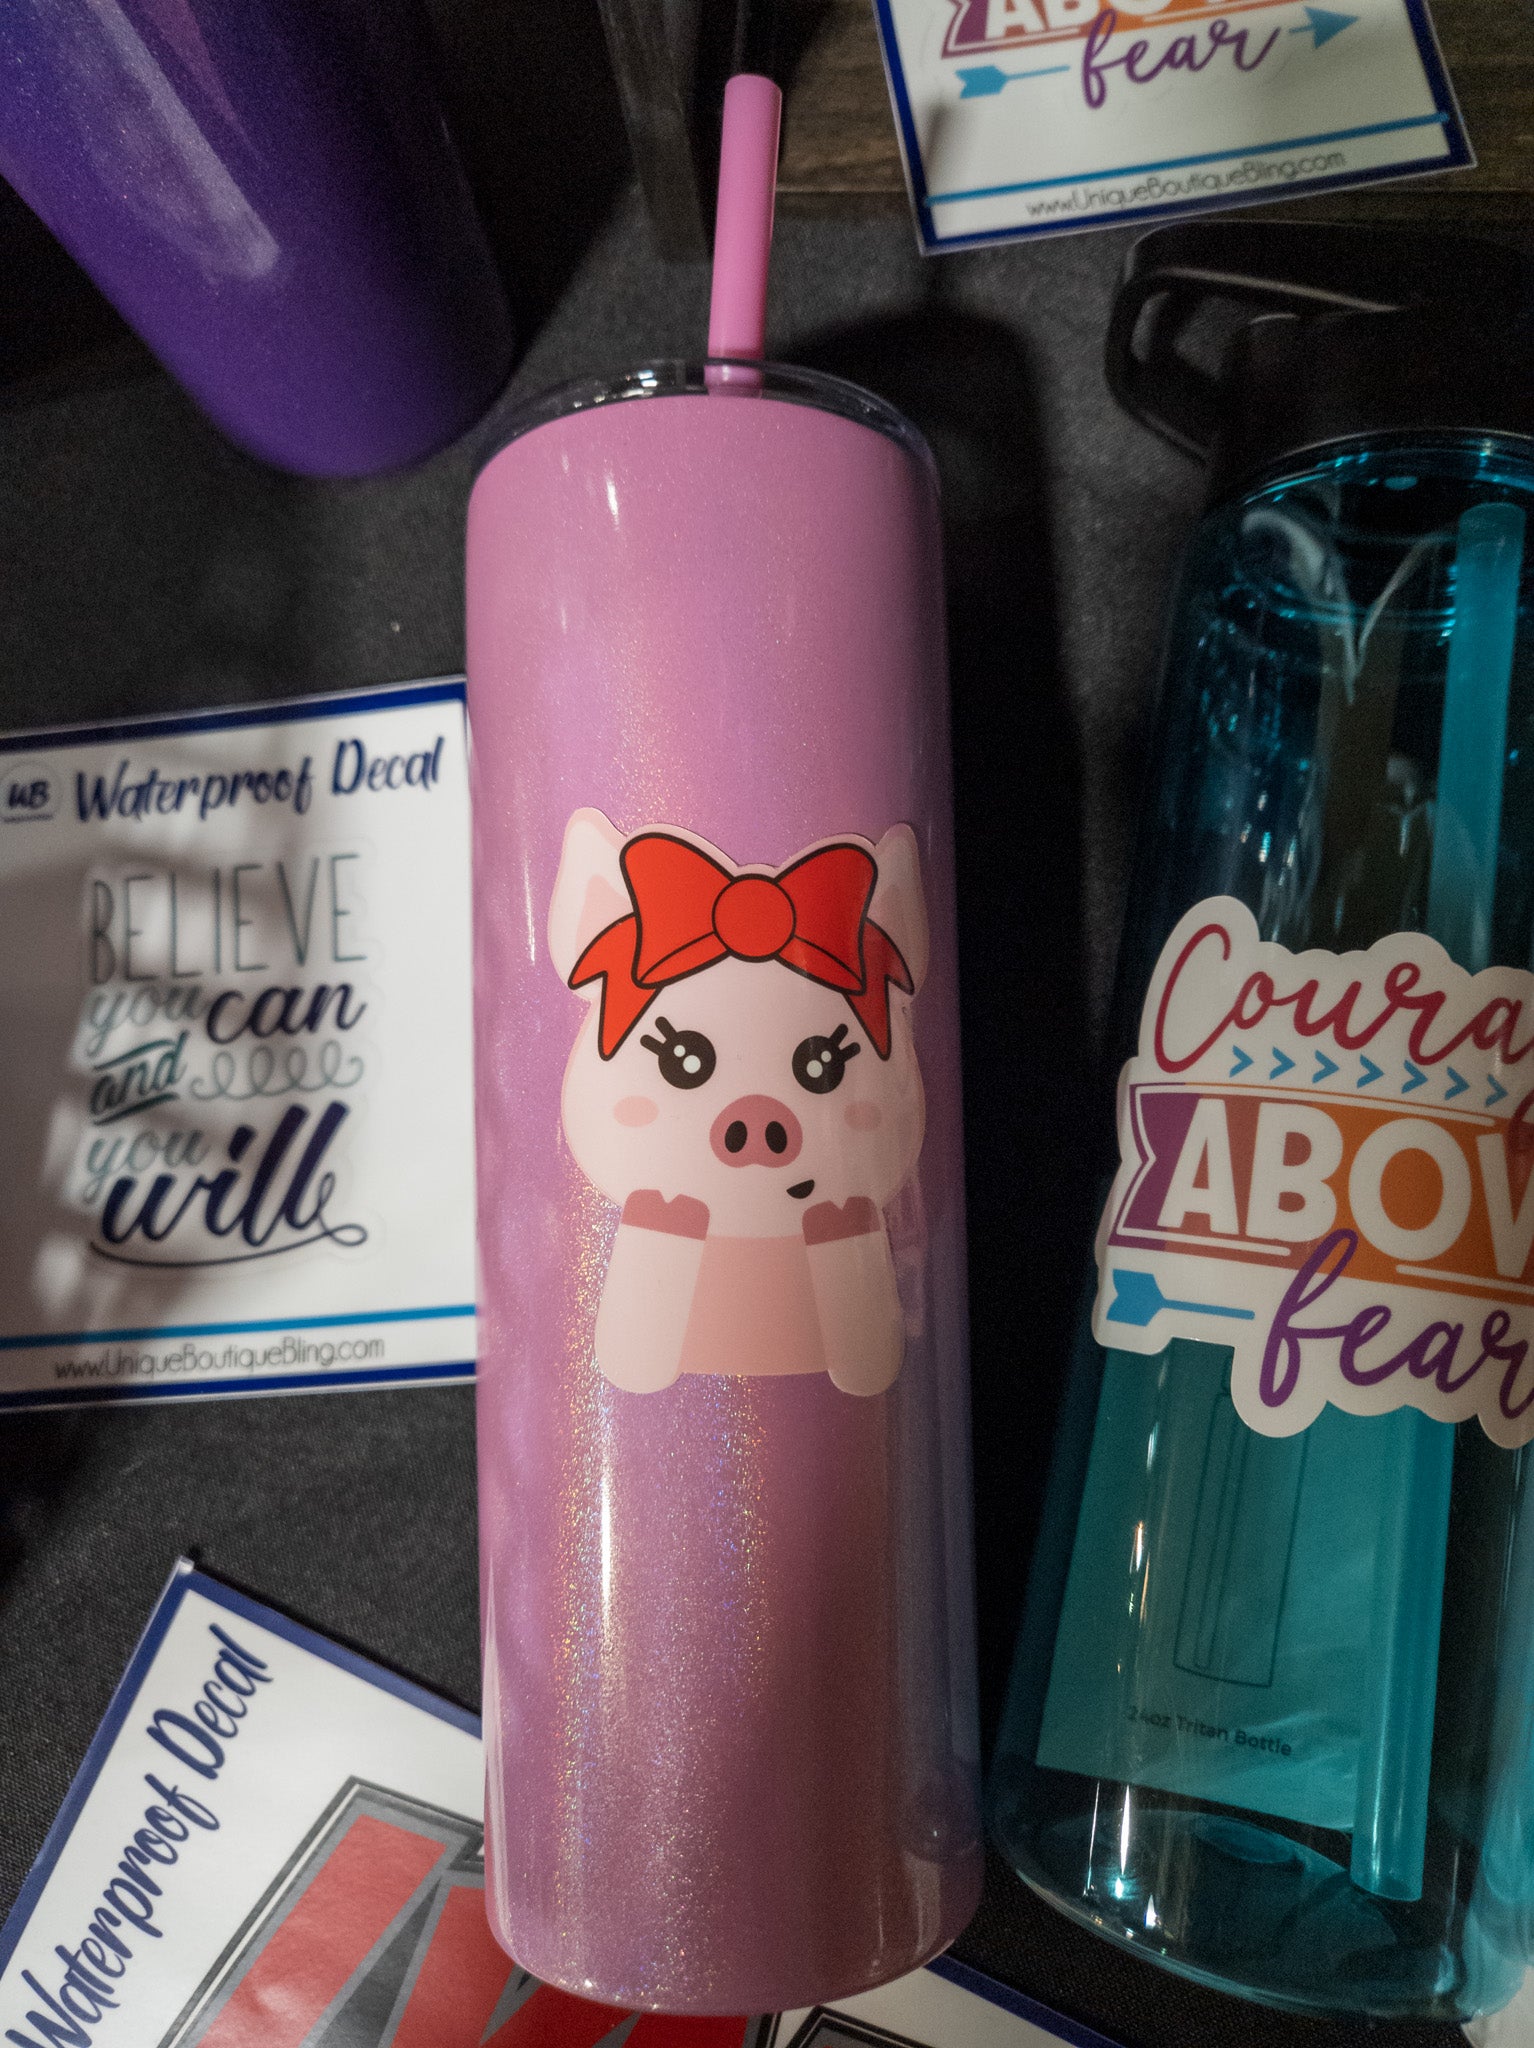 ABOV
fear
www.UniqueBoutiqueBling.com
UB
Waterproof Decal
BELIEVE
you can
and
you
will
www.UniqueBoutiqueBling.com
Coura
ABOV
fear
24oz Tritan Bottle
Waterproof Decal